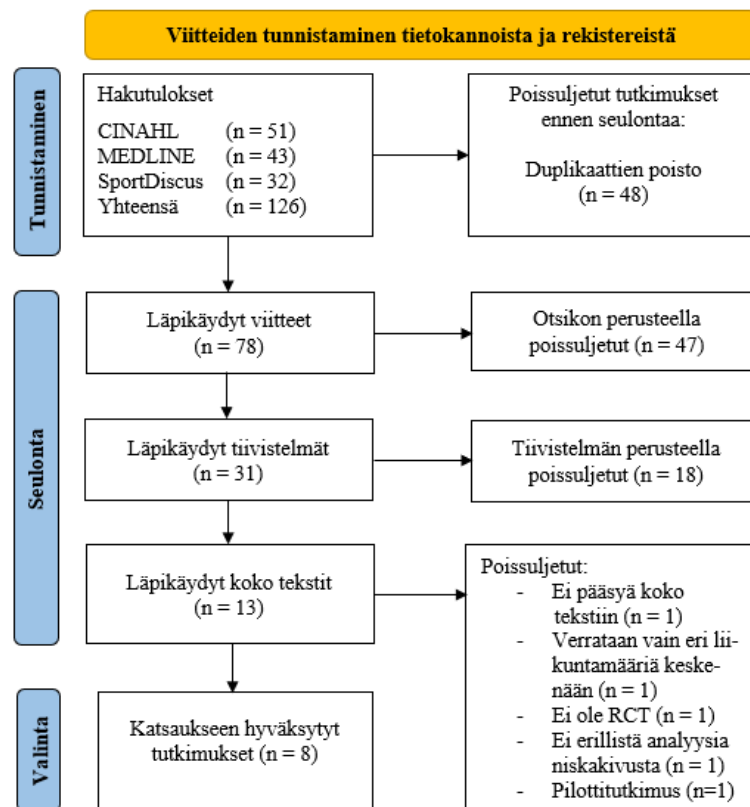 Viitteiden tunnistaminen tietokannoista ja rekistereistä
Tunnistaminen
Hakutulokset
CINAHL (n = 51)
MEDLINE (n = 43)
SportDiscus (n = 32)
Yhteensä (n = 126)
Poissuljetut tutkimukset
ennen seulontaa:
Duplikaattien poisto
(n = 48)
Seulonta
Läpikäydyt viitteet
(n = 78)
Otsikon perusteella
poissuljetut (n = 47)
Läpikäydyt tiivistelmät
(n = 31)
Tiivistelmän perusteella
poissuljetut (n = 18)
Läpikäydyt koko tekstit
(n = 13)
Poissuljetut:
- Ei pääsyä koko
tekstiin (n = 1)
- Verrataan vain eri lii-
kuntamääriä keske-
nään (n = 1)
- Ei ole RCT (n = 1)
- Ei erillistä analyysia
niskakivusta (n = 1)
- Pilottitutkimus (n=1)
Valinta
Katsaukseen hyväksytyt
tutkimukset (n = 8)